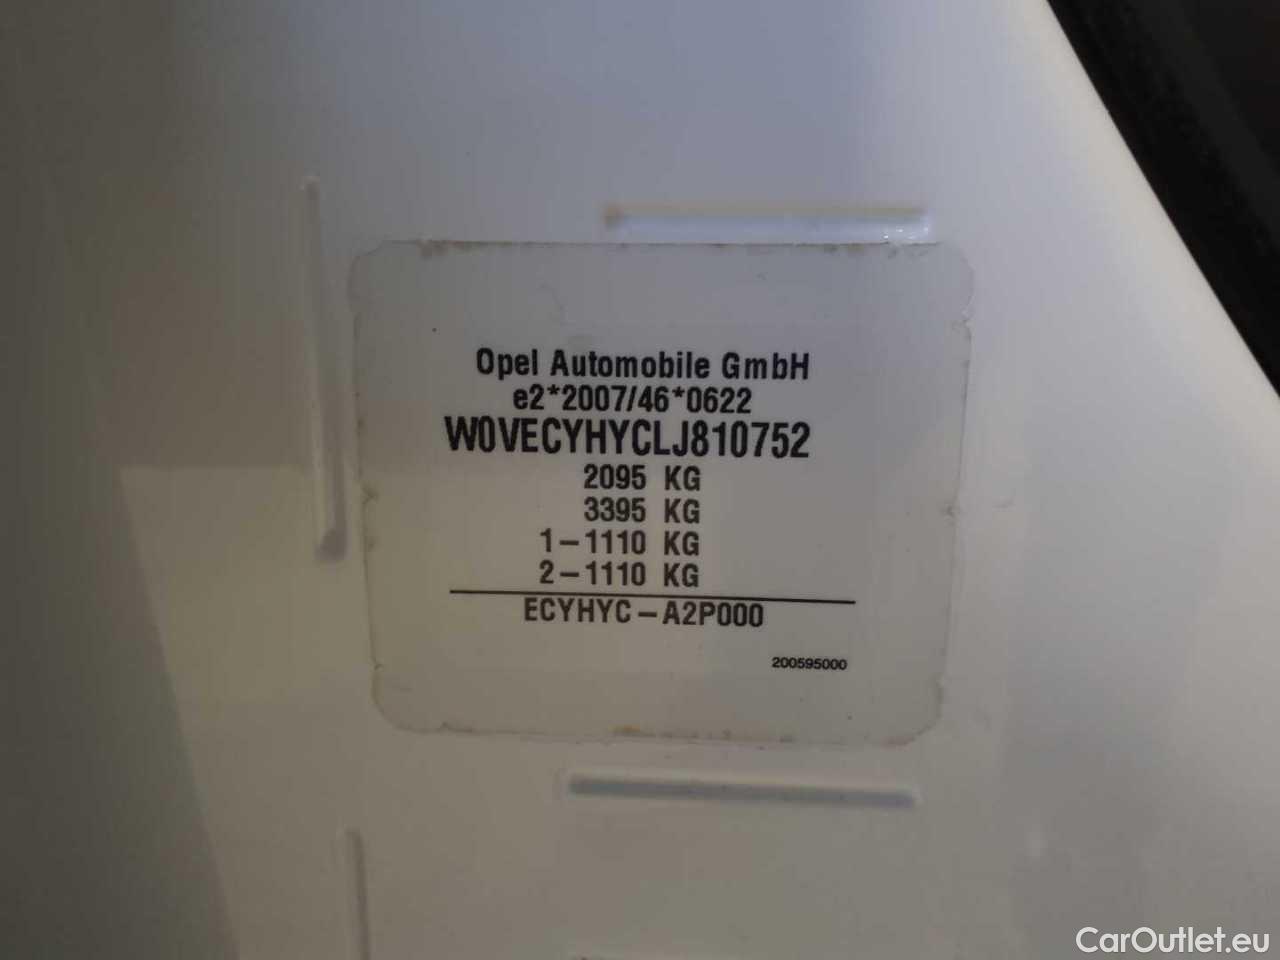 Opel Automobile GmbH
e2*2007/46*0622
W0VECYHYCLJ810752
2095 KG
3395 KG
1-1110 KG
2-1110 KG
ECYHYC-A2P000
200595000
CarOutlet.eu